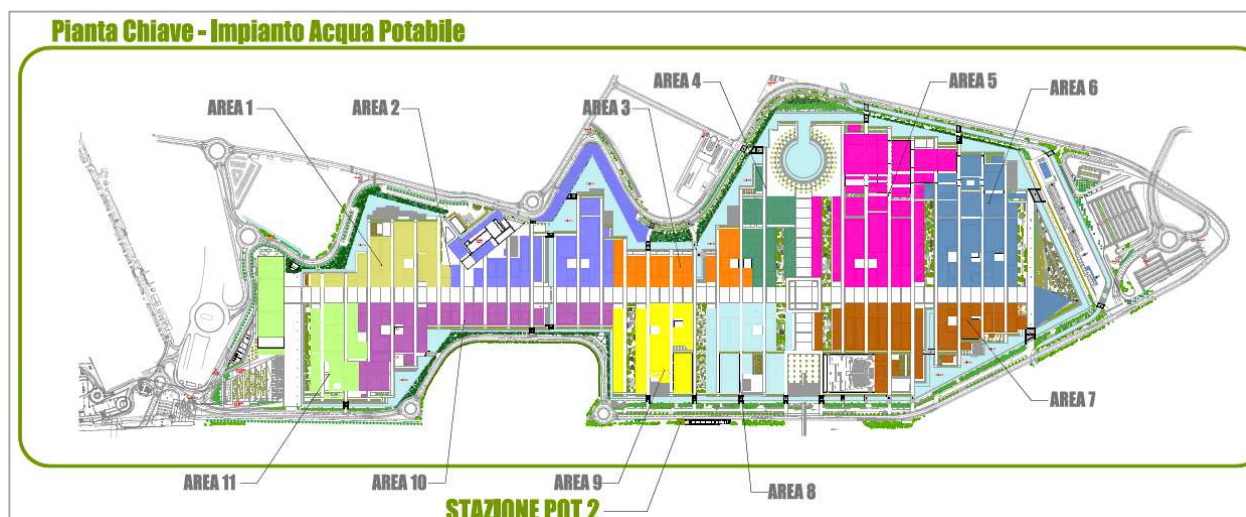 Pianta Chiave - Impianto Acqua Potabile
AREA 4
AREA 5
AREA 1
AREA 2
AREA 3
AREA 6
AREA 7
AREA 11
AREA 10
AREA 9
AREA 8
STAZIONE POT 2